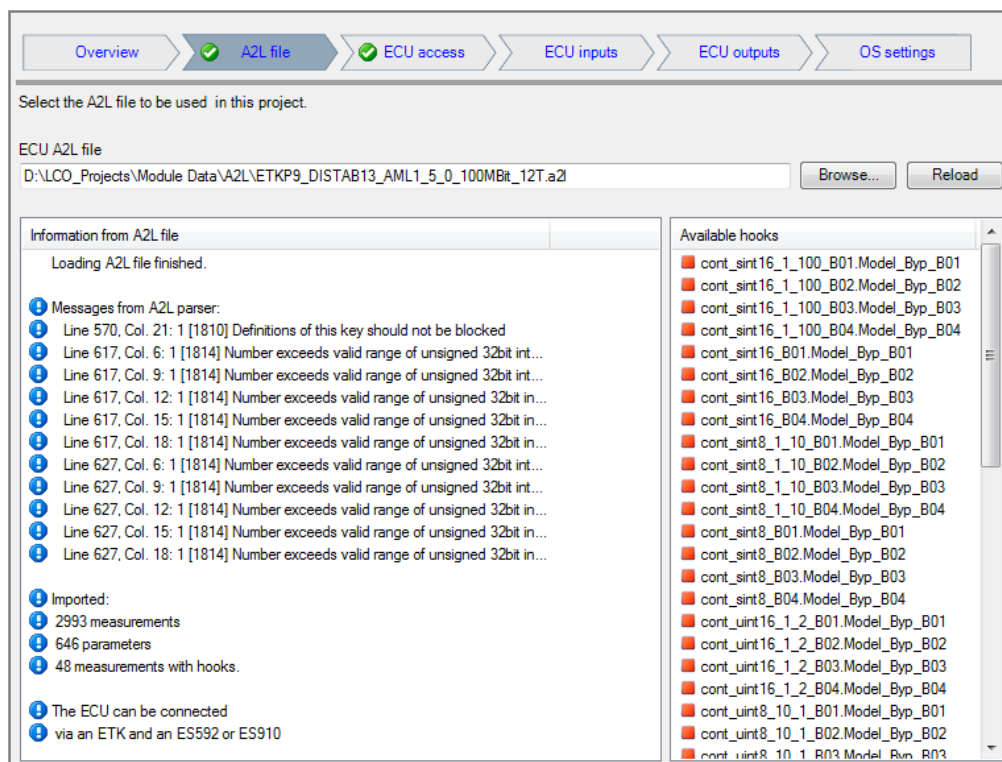 Overview
A2L file
ECU access
ECU inputs
ECU outputs
OS settings
Select the A2L file to be used in this project.
ECU A2L file
D:\LCO_Projects\Module Data\A2L\ETKP9_DISTAB13_AML1_5_0_100MBit_12T.a2l
Browse...
Reload
Information from A2L file
Loading A2L file finished.
Messages from A2L parser:
Line 570, Col. 21: 1 [1810] Definitions of this key should not be blocked
Line 617, Col. 6: 1 [1814] Number exceeds valid range of unsigned 32bit int...
Line 617, Col. 9: 1 [1814] Number exceeds valid range of unsigned 32bit int...
Line 617, Col. 12: 1 [1814] Number exceeds valid range of unsigned 32bit in...
Line 617, Col. 15: 1 [1814] Number exceeds valid range of unsigned 32bit in...
Line 617, Col. 18: 1 [1814] Number exceeds valid range of unsigned 32bit in...
Line 627, Col. 6: 1 [1814] Number exceeds valid range of unsigned 32bit int...
Line 627, Col. 9: 1 [1814] Number exceeds valid range of unsigned 32bit int...
Line 627, Col. 12: 1 [1814] Number exceeds valid range of unsigned 32bit in...
Line 627, Col. 15: 1 [1814] Number exceeds valid range of unsigned 32bit in...
Line 627, Col. 18: 1 [1814] Number exceeds valid range of unsigned 32bit in...
Imported:
2993 measurements
646 parameters
48 measurements with hooks.
The ECU can be connected
via an ETK and an ES592 or ES910
Available hooks
cont_sint16_1_100_B01.Model_Byp_B01
cont_sint16_1_100_B02.Model_Byp_B02
cont_sint16_1_100_B03.Model_Byp_B03
cont_sint16_1_100_B04.Model_Byp_B04
cont_sint16_B01.Model_Byp_B01
cont_sint16_B02.Model_Byp_B02
cont_sint16_B03.Model_Byp_B03
cont_sint16_B04.Model_Byp_B04
cont_sint8_1_10_B01.Model_Byp_B01
cont_sint8_1_10_B02.Model_Byp_B02
cont_sint8_1_10_B03.Model_Byp_B03
cont_sint8_1_10_B04.Model_Byp_B04
cont_sint8_B01.Model_Byp_B01
cont_sint8_B02.Model_Byp_B02
cont_sint8_B03.Model_Byp_B03
cont_sint8_B04.Model_Byp_B04
cont_uint16_1_2_B01.Model_Byp_B01
cont_uint16_1_2_B02.Model_Byp_B02
cont_uint16_1_2_B03.Model_Byp_B03
cont_uint16_1_2_B04.Model_Byp_B04
cont_uint8_10_1_B01.Model_Byp_B01
cont_uint8_10_1_B02.Model_Byp_B02
cont_uint8_10_1_B03.Model_Byp_B03